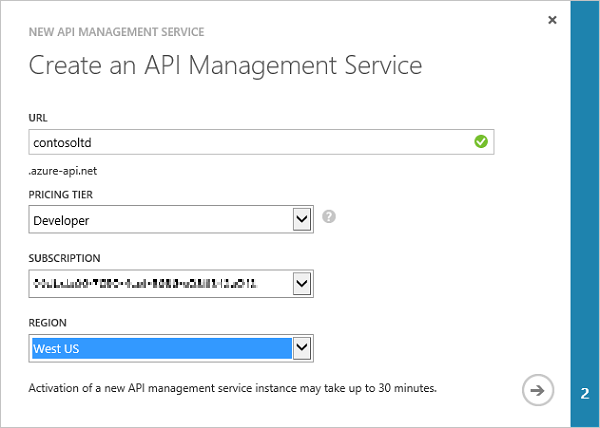 NEW API MANAGEMENT SERVICE
Create an API Management Service
URL
contosoltd
.azure-api.net
PRICING TIER
Developer
?
SUBSCRIPTION
REGION
West US
Activation of a new API management service instance may take up to 30 minutes.
2